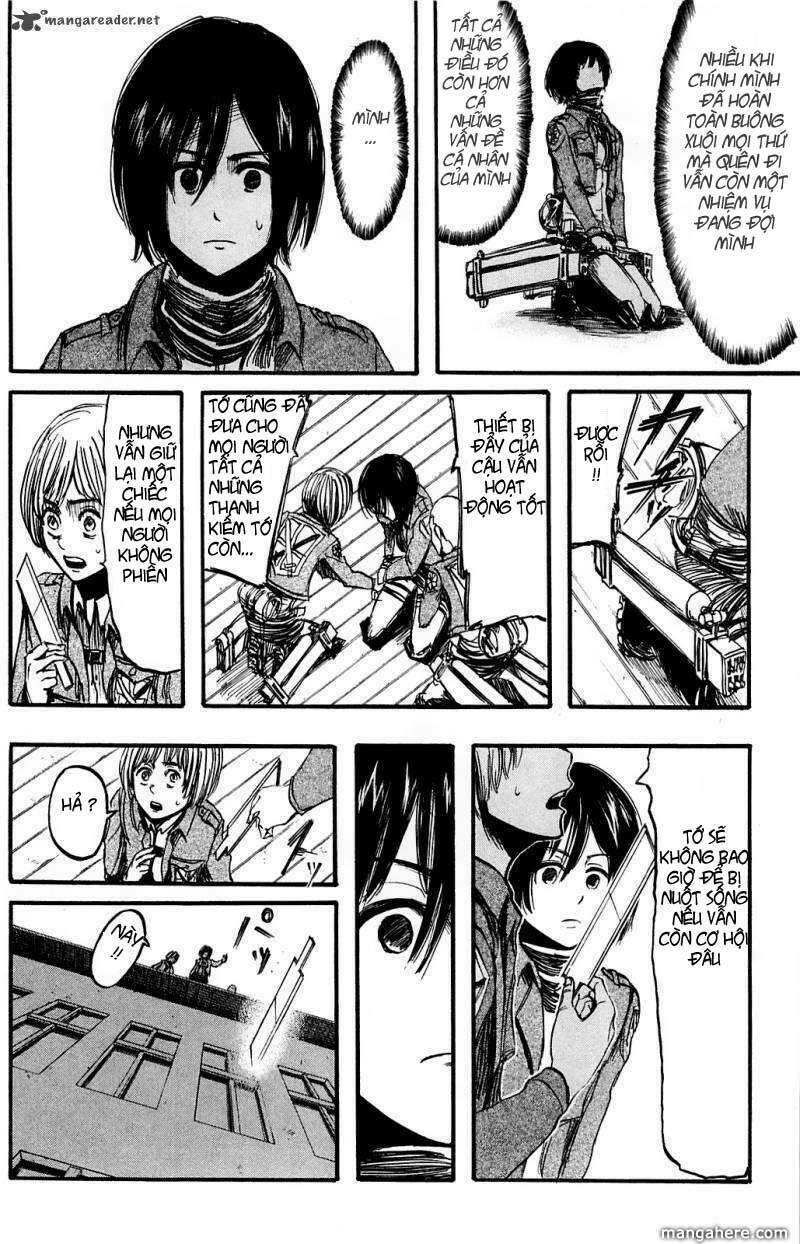 mangareader.net
NHIỀU KHI
CHÍNH MÌNH
ĐÃ HOÀN
TOÀN BUÔNG
XUÔI MỌI THỨ
MÀ QUÊN ĐI
VẪN CÒN MỘT
NHIỆM VỤ
ĐANG ĐỢI
MÌNH
TẤT CẢ
NHỮNG
ĐIỀU ĐÓ
CÒN HƠN
CẢ
NHỮNG
VẤN ĐỀ
CÁ NHÂN
CỦA MÌNH
MÌNH
...
ĐƯỢC
RỒI
!!
THIẾT BỊ
ĐẨY CỦA
CẬU VẪN
HOẠT
ĐỘNG TỐT
TỚ CŨNG ĐÃ
ĐƯA CHO
MỌI NGƯỜI
TẤT CẢ
NHỮNG
THANH
KIẾM TỚ
CÒN...
NHƯNG
VẪN GIỮ
LẠI MỘT
CHIẾC
NẾU MỌI
NGƯỜI
KHÔNG
PHIỀN
TỚ SẼ
KHÔNG BAO
GIỜ ĐỂ BỊ
NUỐT SỐNG
NẾU VẪN
CÒN CƠ HỘI
ĐÂU
HẢ ?
NÀY
!!
mangahere.com